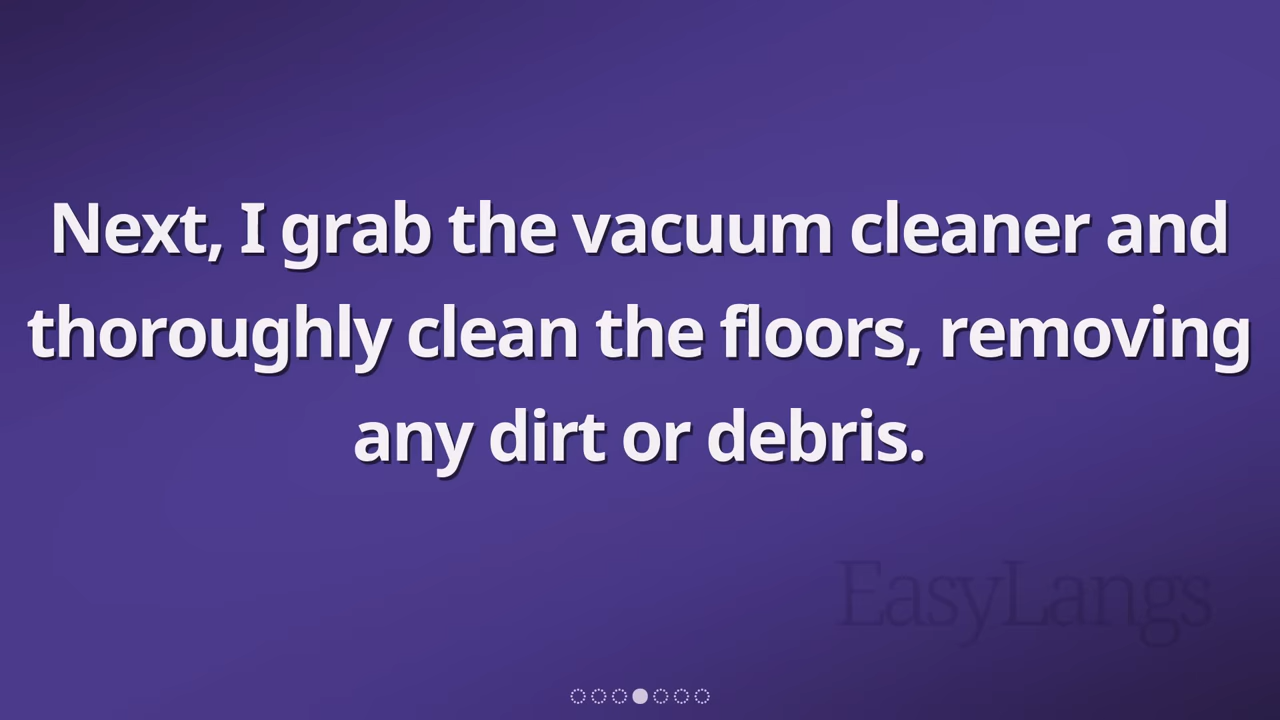 Next, I grab the vacuum cleaner and
thoroughly clean the floors, removing
any dirt or debris.
EasyLangs